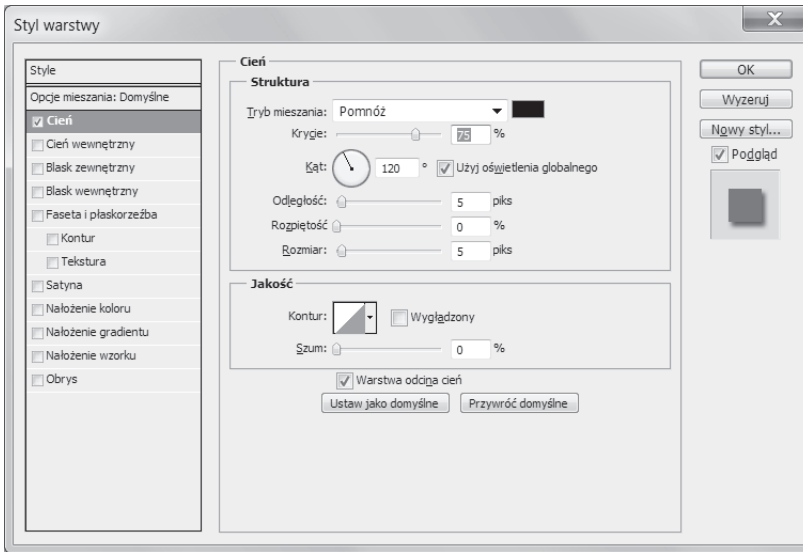 Styl warstwy
X
Style
Opcje mieszania: Domyślne
Cień
Cień wewnętrzny
Blask zewnętrzny
Blask wewnętrzny
Faseta i płaskorzeźba
Kontur
Tekstura
Satyna
Nałożenie koloru
Nałożenie gradientu
Nałożenie wzorku
Obrys
Cień
Struktura
Tryb mieszania: Pomnóż
Krycie: 75 %
Kąt: 120 ° Użyj oświetlenia globalnego
Odległość: 5 piks
Rozpiętość 0 %
Rozmiar: 5 piks
Jakość
Kontur: Wygładzony
Szum: 0 %
Warstwa odcina cień
Ustaw jako domyślne Przywróć domyślne
OK
Wyzeruj
Nowy styl...
Podgląd